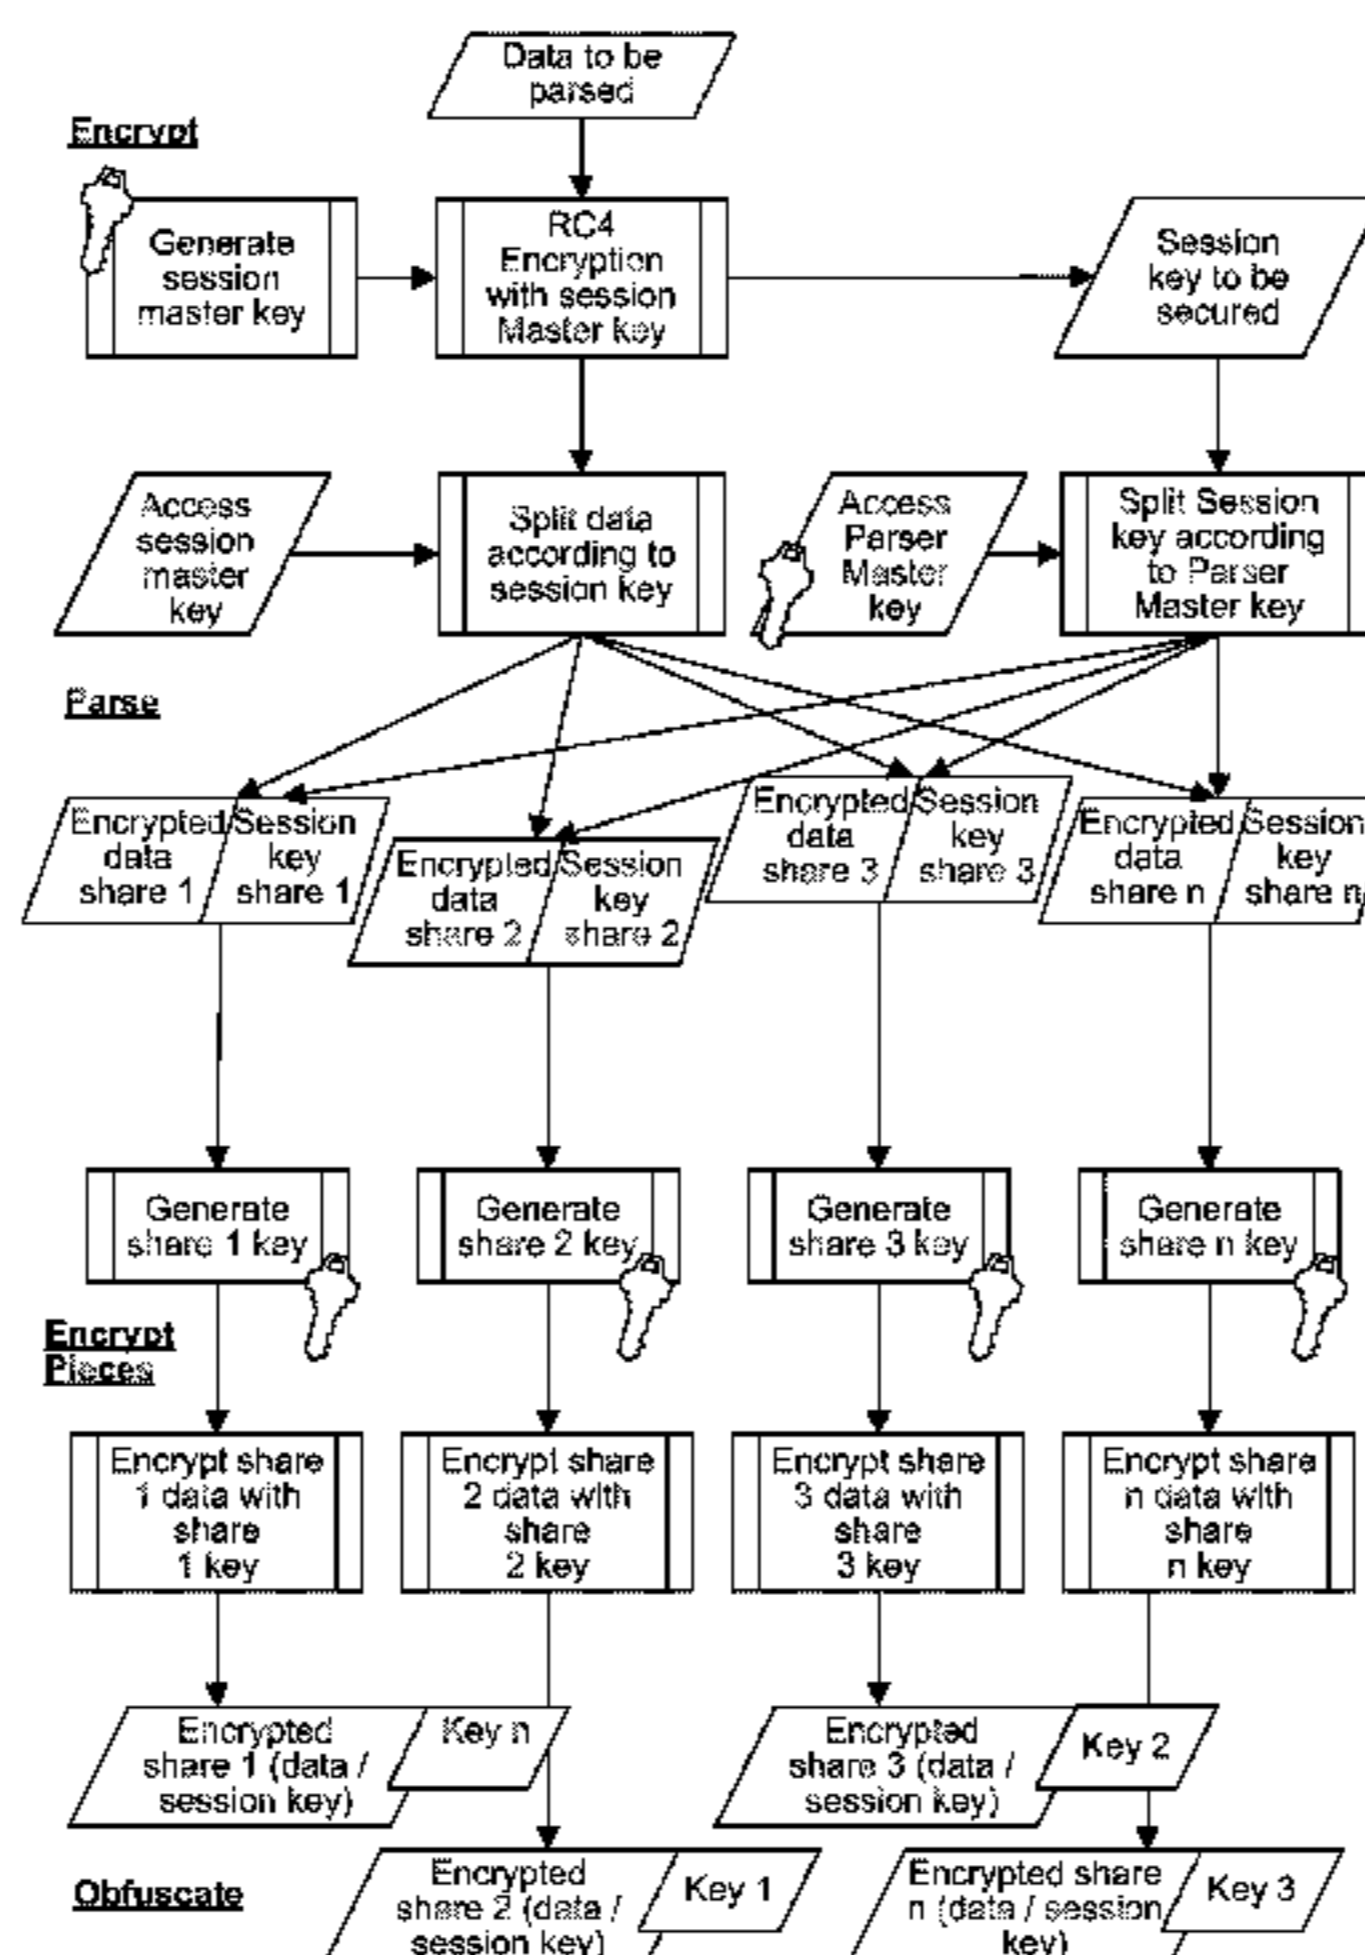 Data to be
parsed
Encrypt
Generate
session
master key
RC4
Encryption
with session
Master key
Session
key to be
secured
Access
session
master
key
Split data
according to
session key
Access
Parser
Master
key
Split Session
key according
to Parser
Master key
Parse
Encrypted
data
share 1
Session
key
share 1
Encrypted
data
share 2
Session
key
share 2
Encrypted
data
share 3
Session
key
share 3
Encrypted
data
share n
Session
key
share n
Generate
share 1 key
Generate
share 2 key
Generate
share 3 key
Generate
share n key
Encrypt
Pieces
Encrypt share
1 data with
share
1 key
Encrypt share
2 data with
share
2 key
Encrypt share
3 data with
share
3 key
Encrypt share
n data with
share
n key
Encrypted
share 1 (data /
session key)
Key n
Encrypted
share 3 (data /
session key)
Key 2
Obfuscate
Encrypted
share 2 (data /
session key)
Key 1
Encrypted share
n (data / session
key)
Key 3